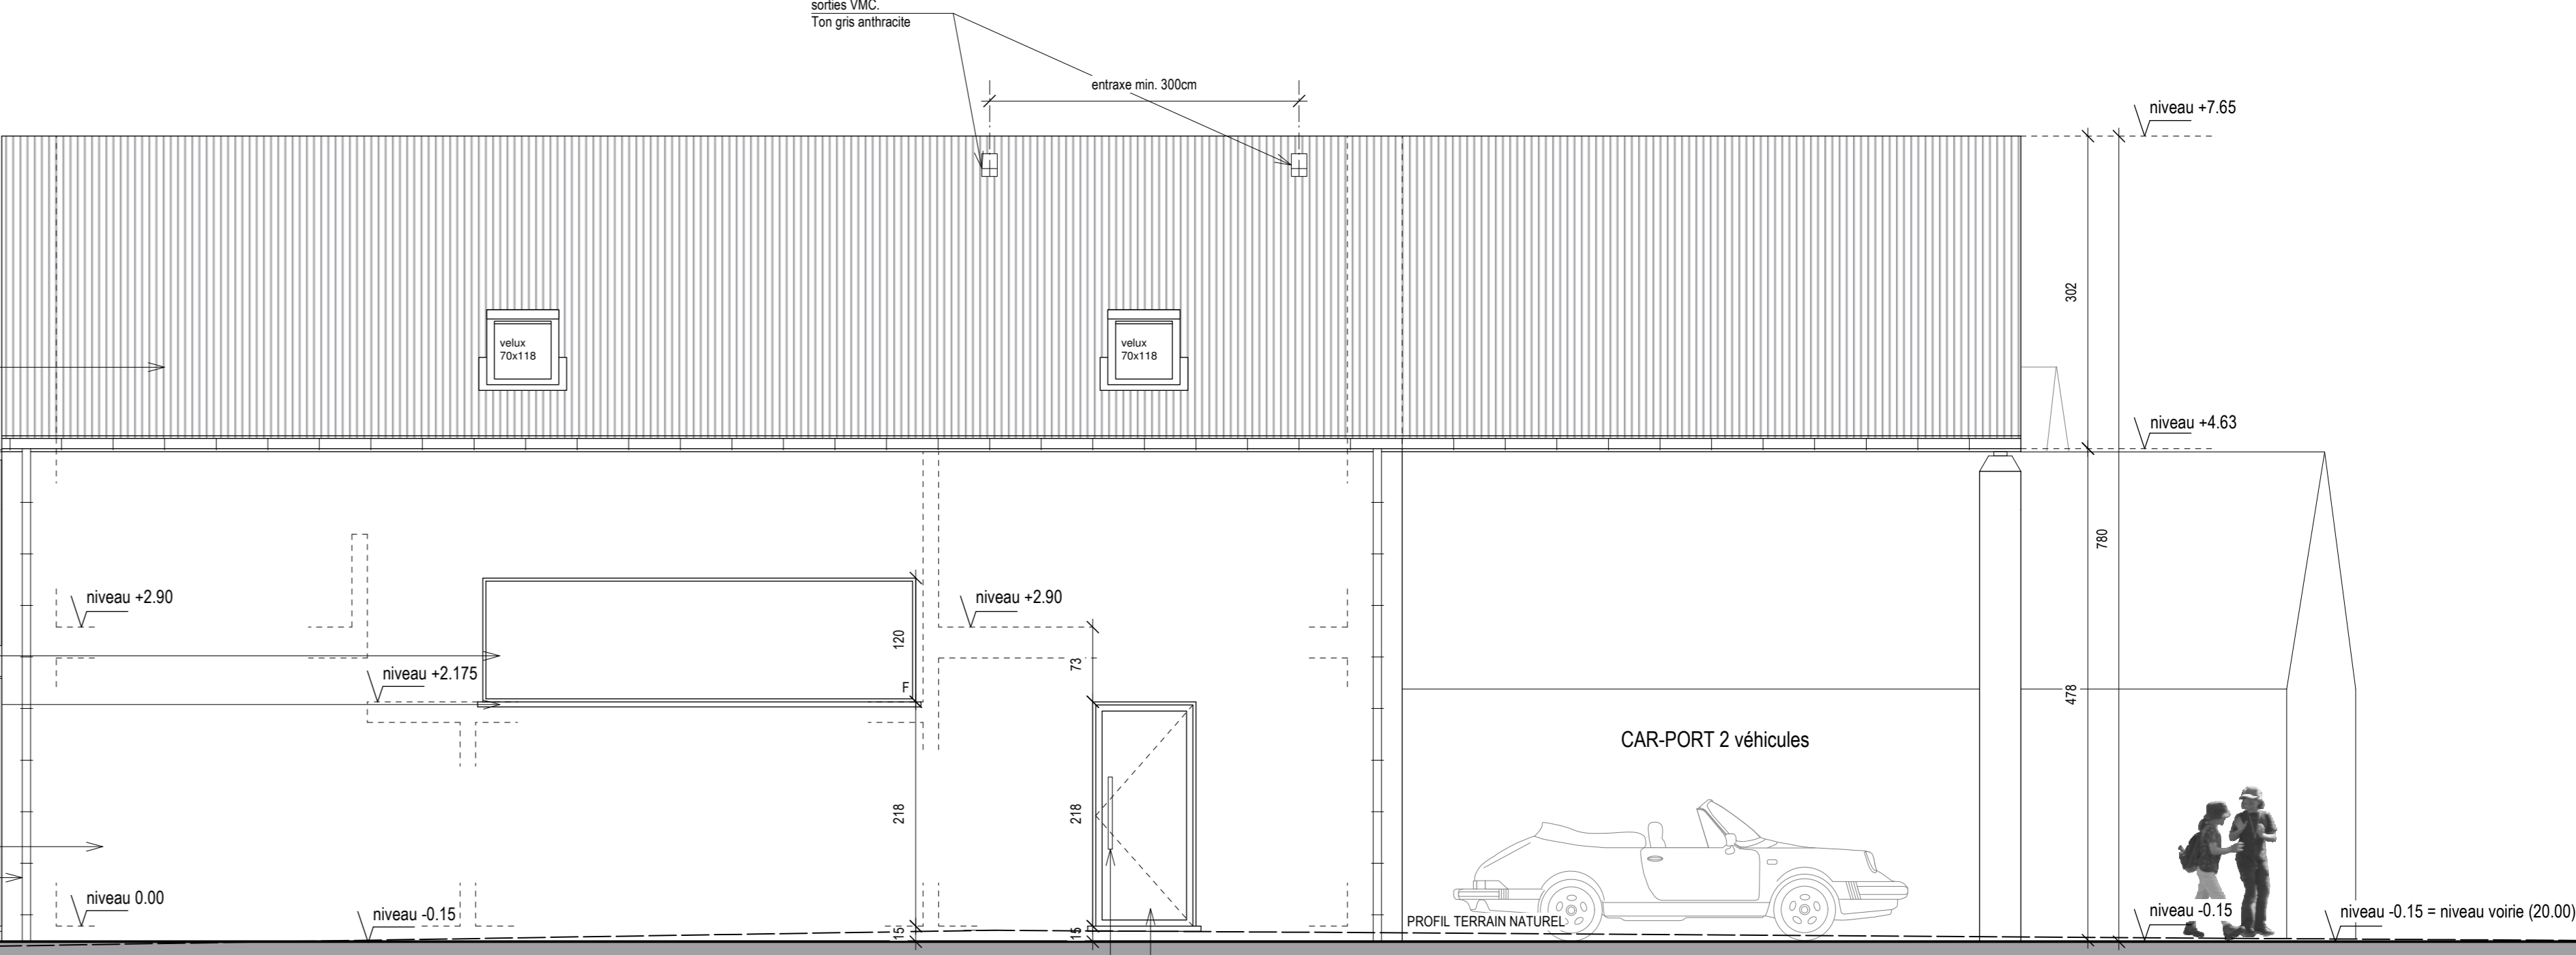 sorties VMC.
Ton gris anthracite
entraxe min. 300cm
niveau +7.65
velux
70x118
velux
70x118
302
niveau +4.63
780
niveau +2.90
niveau +2.90
120
73
niveau +2.175
F
478
CAR-PORT 2 véhicules
218
218
niveau 0.00
niveau -0.15
15
15
PROFIL TERRAIN NATUREL
niveau -0.15
niveau -0.15 = niveau voirie (20.00)